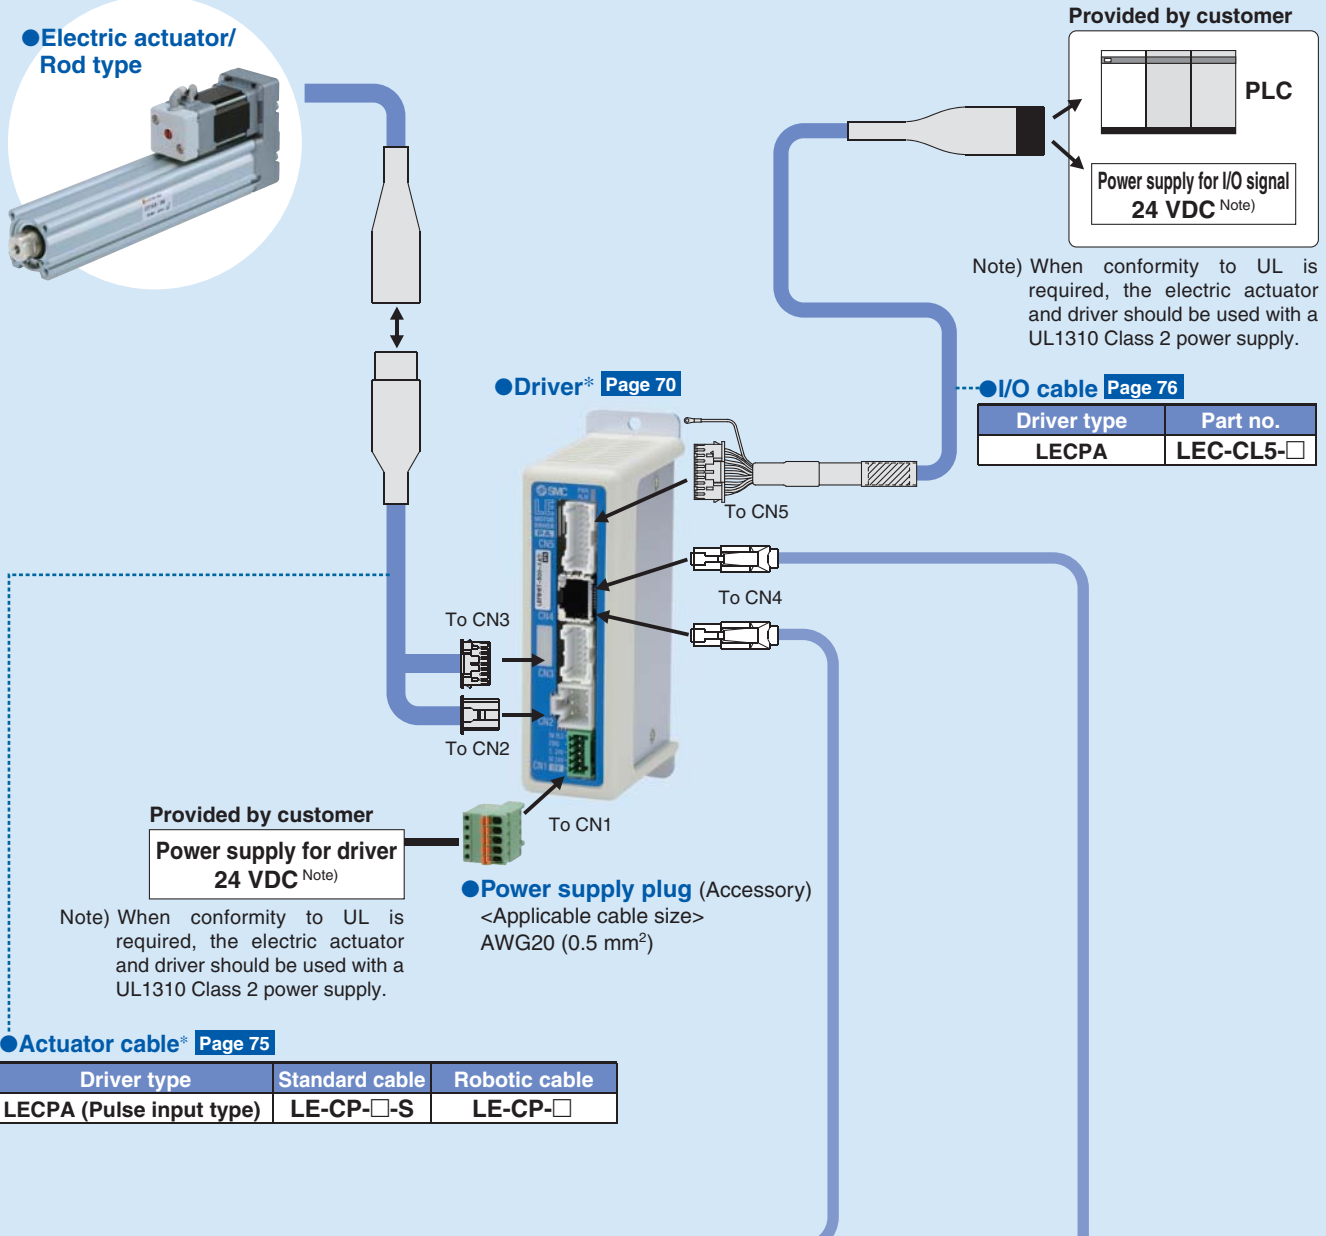 ●Electric actuator/
Rod type
Provided by customer
PLC
Power supply for I/O signal
24 VDC Note)
Note) When conformity to UL is
required, the electric actuator
and driver should be used with a
UL1310 Class 2 power supply.
●Driver* Page 70
●I/O cable Page 76
Driver type Part no.
LECPA LEC-CL5-□
SMC
To CN5
CN5
To CN4
CN4
To CN3
CN3
To CN2
CN2
CN1
To CN1
Provided by customer
Power supply for driver
24 VDC Note)
Note) When conformity to UL is
required, the electric actuator
and driver should be used with a
UL1310 Class 2 power supply.
●Power supply plug (Accessory)
<Applicable cable size>
AWG20 (0.5 mm²)
●Actuator cable* Page 75
Driver type Standard cable Robotic cable
LECPA (Pulse input type) LE-CP-□-S LE-CP-□